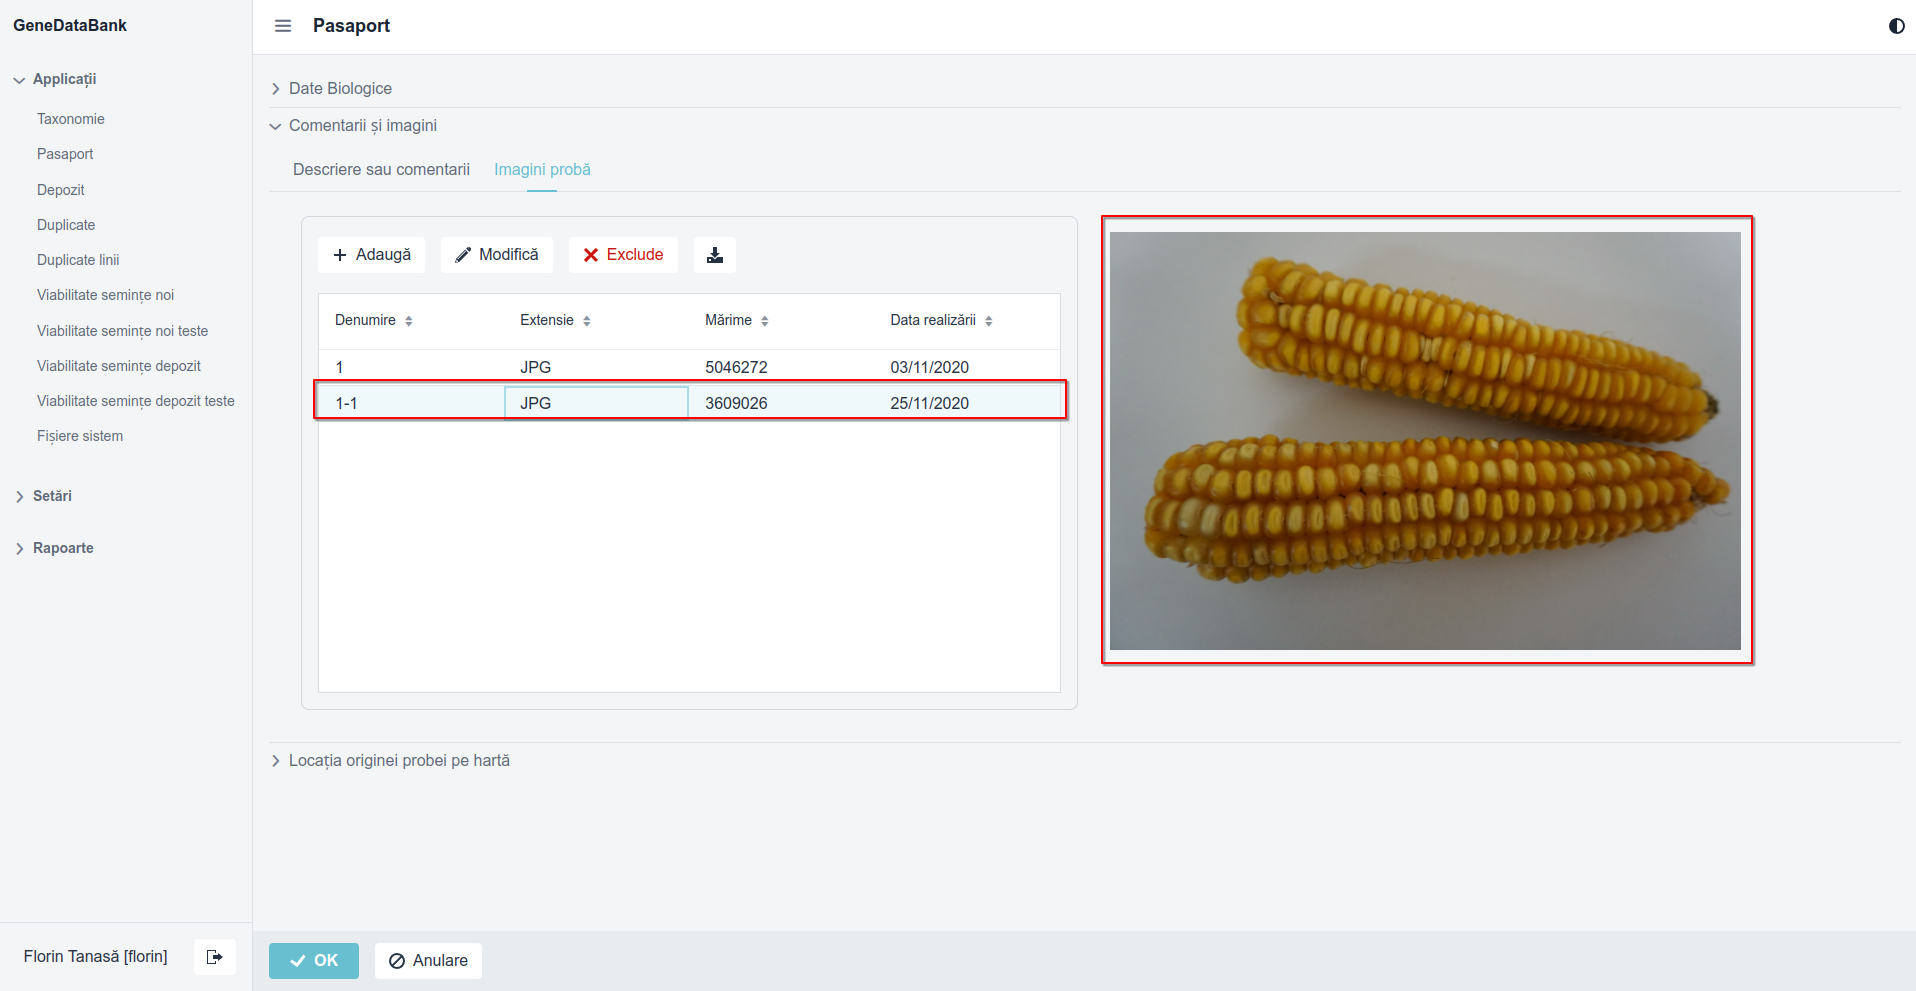 GeneDataBank
Applicații
Taxonomie
Pasaport
Depozit
Duplicate
Duplicate linii
Viabilitate semințe noi
Viabilitate semințe noi teste
Viabilitate semințe depozit
Viabilitate semințe depozit teste
Fișiere sistem
Setări
Rapoarte
Florin Tanasă [florin]
Pasaport
Date Biologice
Comentarii și imagini
Descriere sau comentarii Imagini probă
Adaugă Modifică Exclude
Denumire Extensie Mărime Data realizării
1 JPG 5046272 03/11/2020
1-1 JPG 3609026 25/11/2020
Locația originei probei pe hartă
OK Anulare